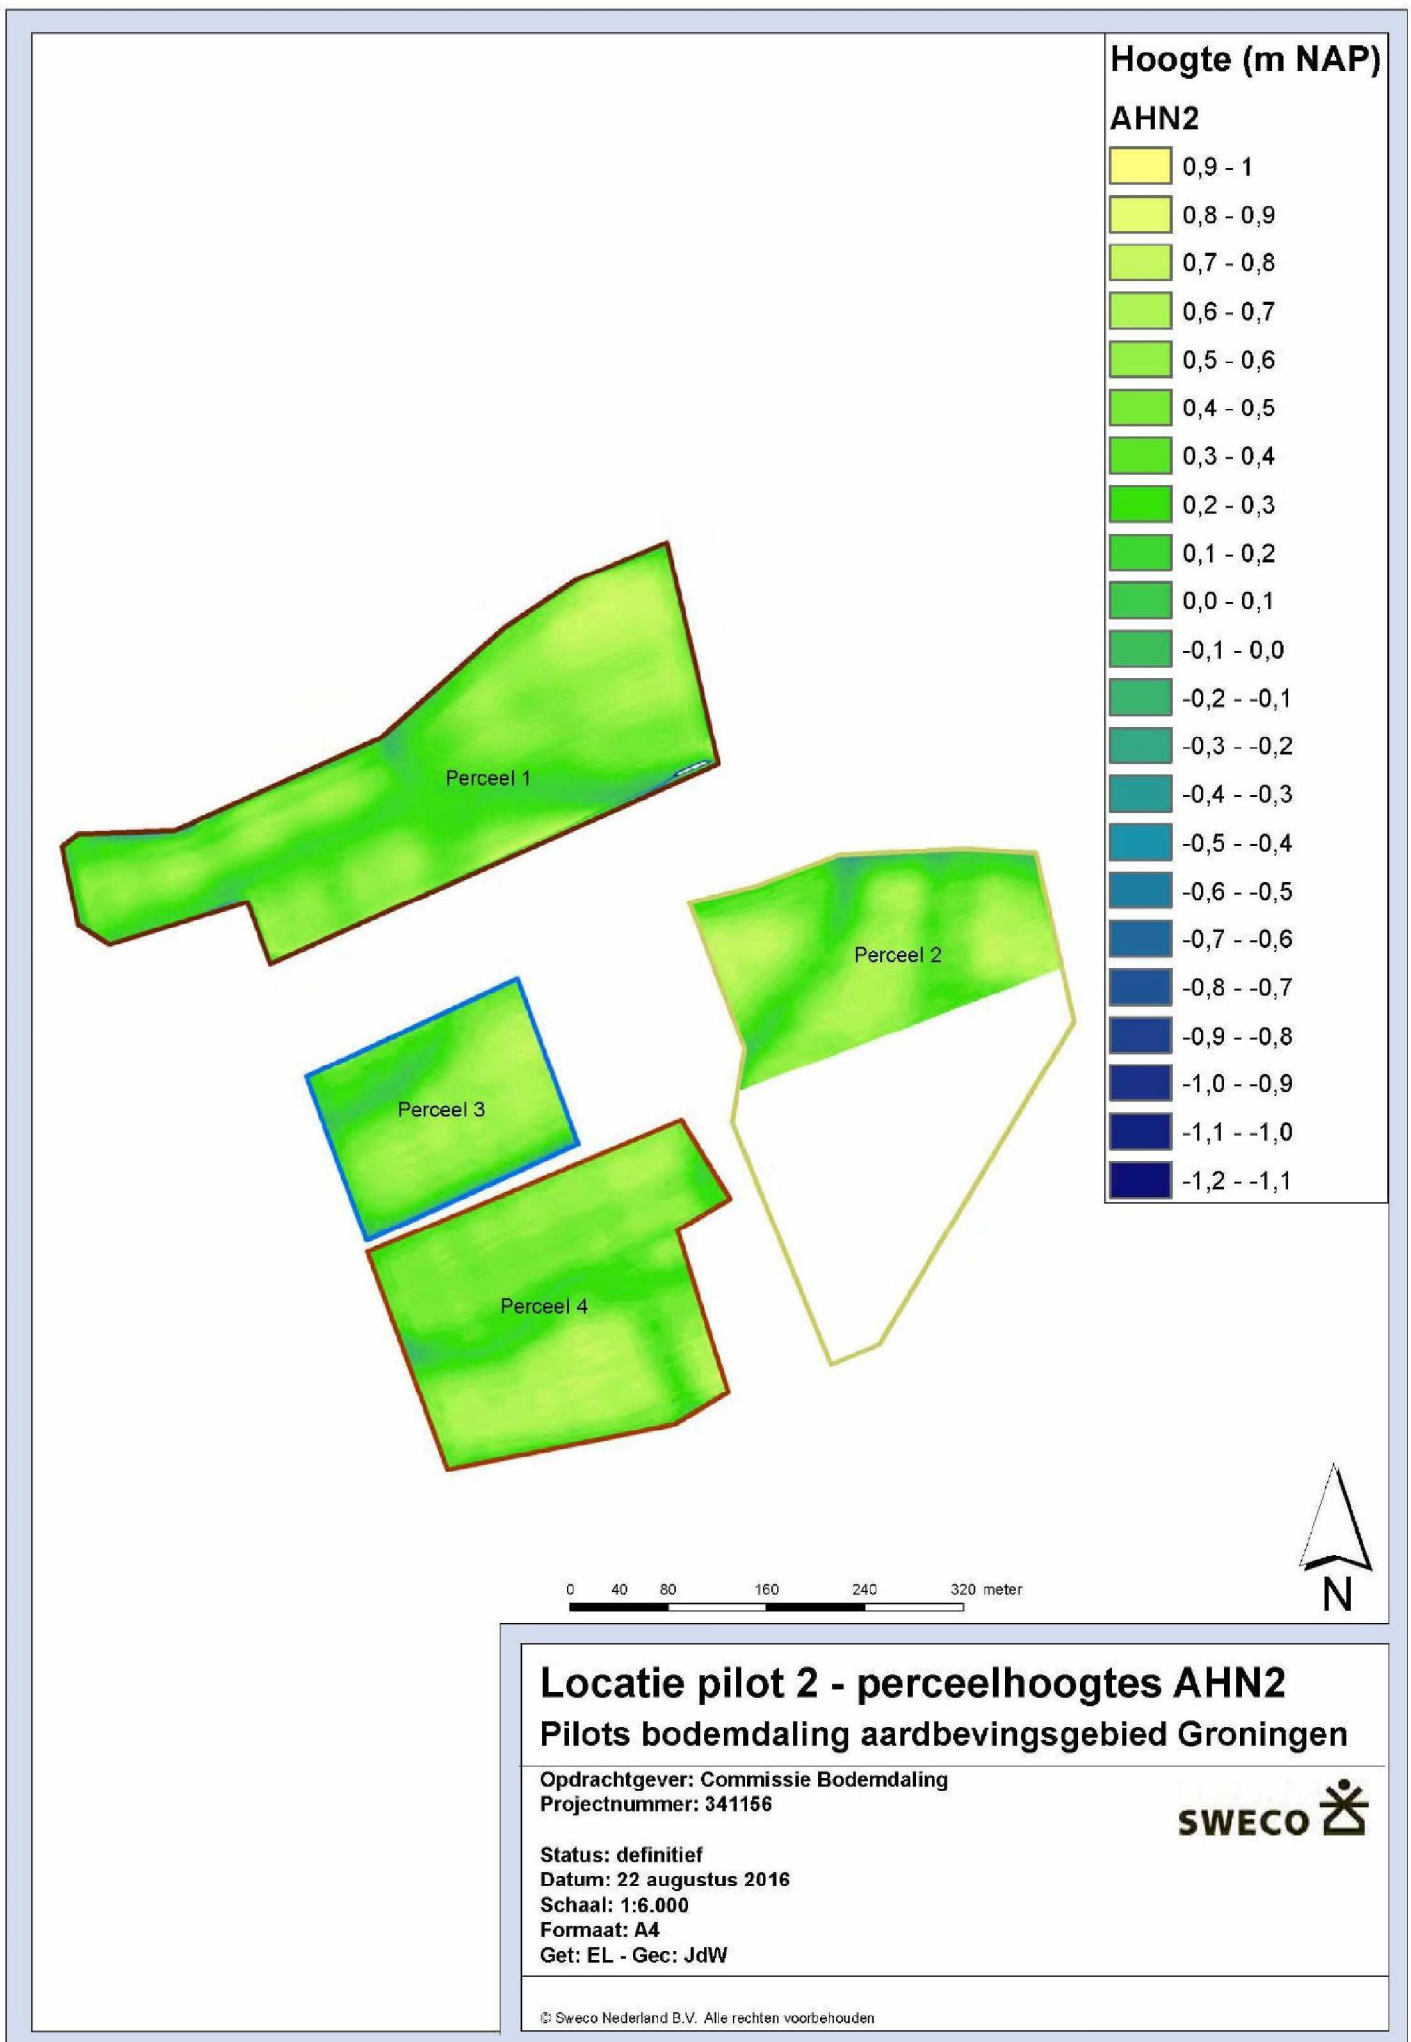 Hoogte (m NAP)
AHN2
0,9 - 1
0,8 - 0,9
0,7 - 0,8
0,6 - 0,7
0,5 - 0,6
0,4 - 0,5
0,3 - 0,4
0,2 - 0,3
0,1 - 0,2
0,0 - 0,1
-0,1 - 0,0
-0,2 - -0,1
-0,3 - -0,2
-0,4 - -0,3
-0,5 - -0,4
-0,6 - -0,5
-0,7 - -0,6
-0,8 - -0,7
-0,9 - -0,8
-1,0 - -0,9
-1,1 - -1,0
-1,2 - -1,1
Perceel 1
Perceel 2
Perceel 3
Perceel 4
0 40 80 160 240 320 meter
N
Locatie pilot 2 - perceelhoogtes AHN2
Pilots bodemdaling aardbevingsgebied Groningen
Opdrachtgever: Commissie Bodemdaling
Projectnummer: 341156
SWECO
Status: definitief
Datum: 22 augustus 2016
Schaal: 1:6.000
Formaat: A4
Get: EL - Gec: JdW
© Sweco Nederland B.V. Alle rechten voorbehouden